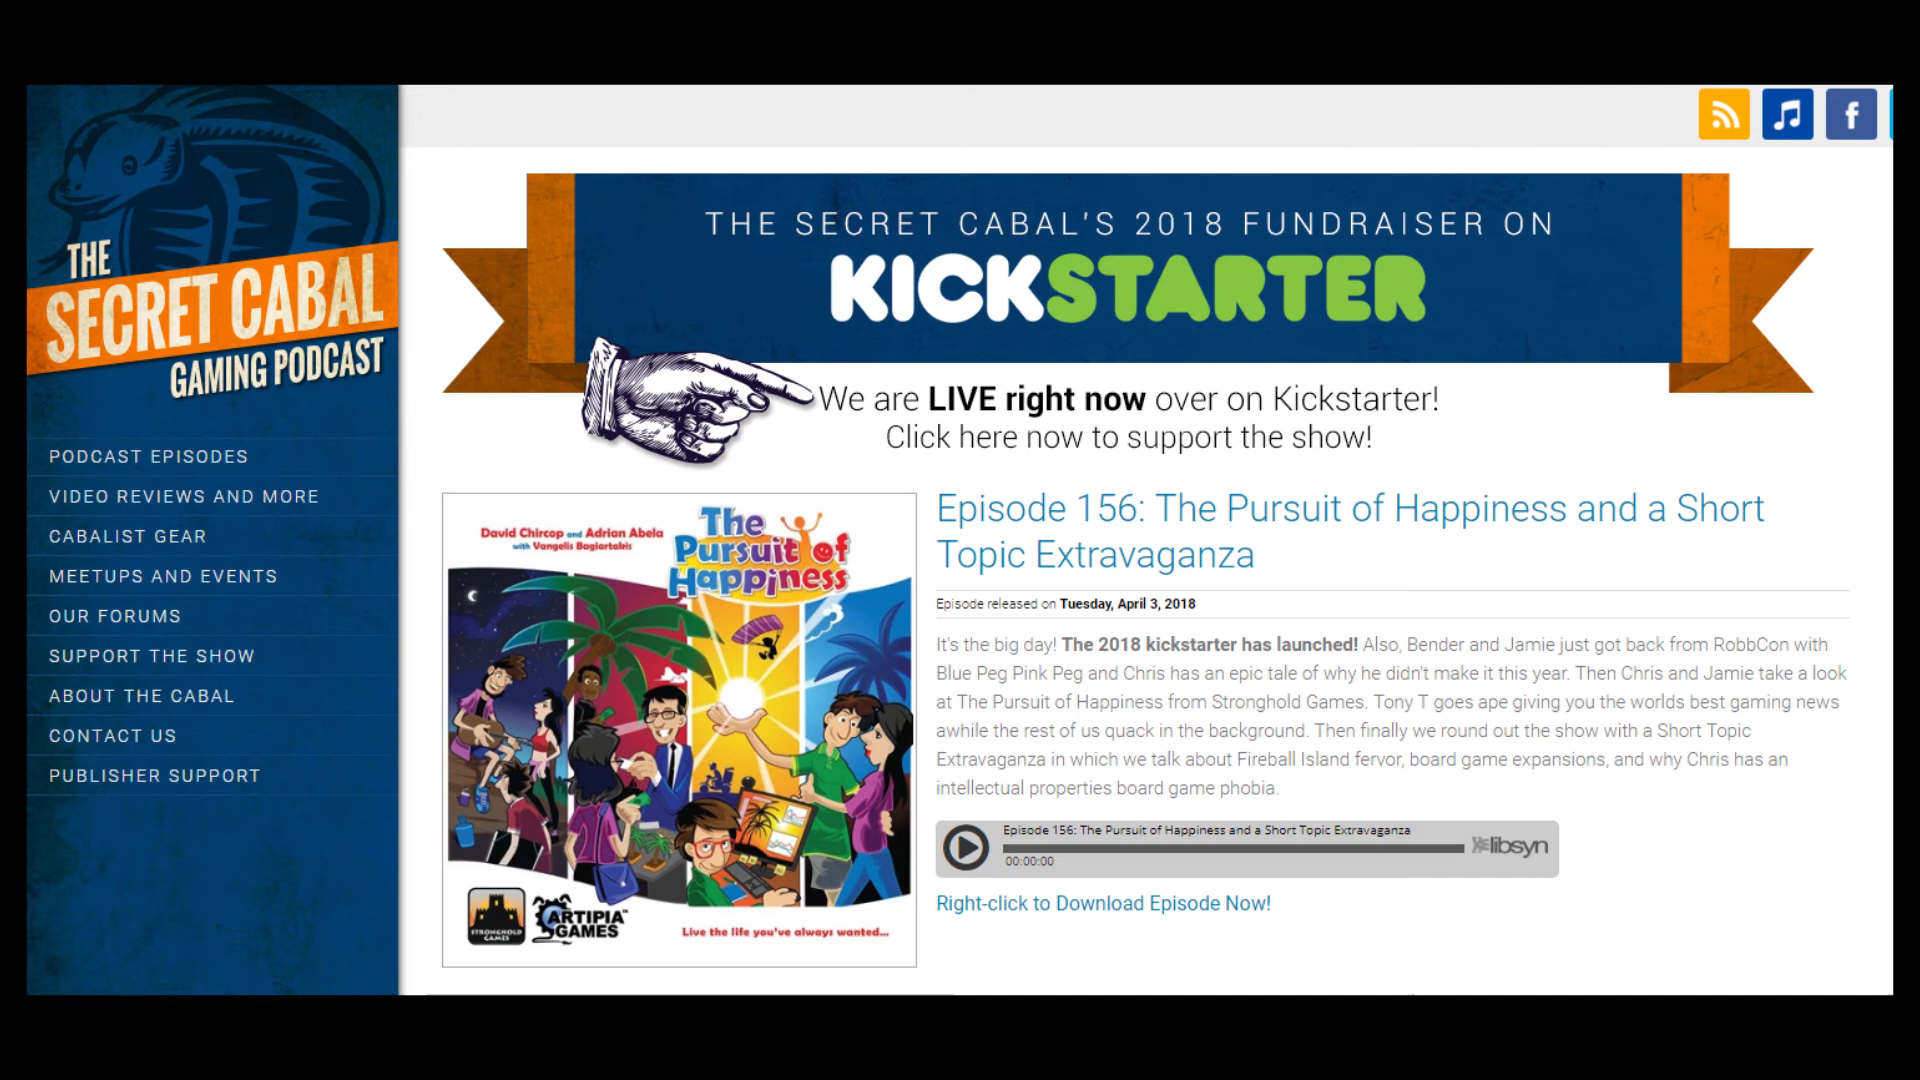 THE
SECRET CABAL
GAMING PODCAST
PODCAST EPISODES
VIDEO REVIEWS AND MORE
CABALIST GEAR
MEETUPS AND EVENTS
OUR FORUMS
SUPPORT THE SHOW
ABOUT THE CABAL
CONTACT US
PUBLISHER SUPPORT
THE SECRET CABAL'S 2018 FUNDRAISER ON
KICKSTARTER
We are LIVE right now over on Kickstarter!
Click here now to support the show!
David Chircop and Adrian Abela
with Vangelis Bagiartakis
The
Pursuit of
Happiness
STRONGHOLD
GAMES
ARTIPIA
GAMES
Live the life you've always wanted...
Episode 156: The Pursuit of Happiness and a Short
Topic Extravaganza
Episode released on Tuesday, April 3, 2018
It's the big day! The 2018 kickstarter has launched! Also, Bender and Jamie just got back from RobbCon with
Blue Peg Pink Peg and Chris has an epic tale of why he didn't make it this year. Then Chris and Jamie take a look
at The Pursuit of Happiness from Stronghold Games. Tony T goes ape giving you the worlds best gaming news
awhile the rest of us quack in the background. Then finally we round out the show with a Short Topic
Extravaganza in which we talk about Fireball Island fervor, board game expansions, and why Chris has an
intellectual properties board game phobia.
Episode 156: The Pursuit of Happiness and a Short Topic Extravaganza
libsyn
00:00:00
Right-click to Download Episode Now!